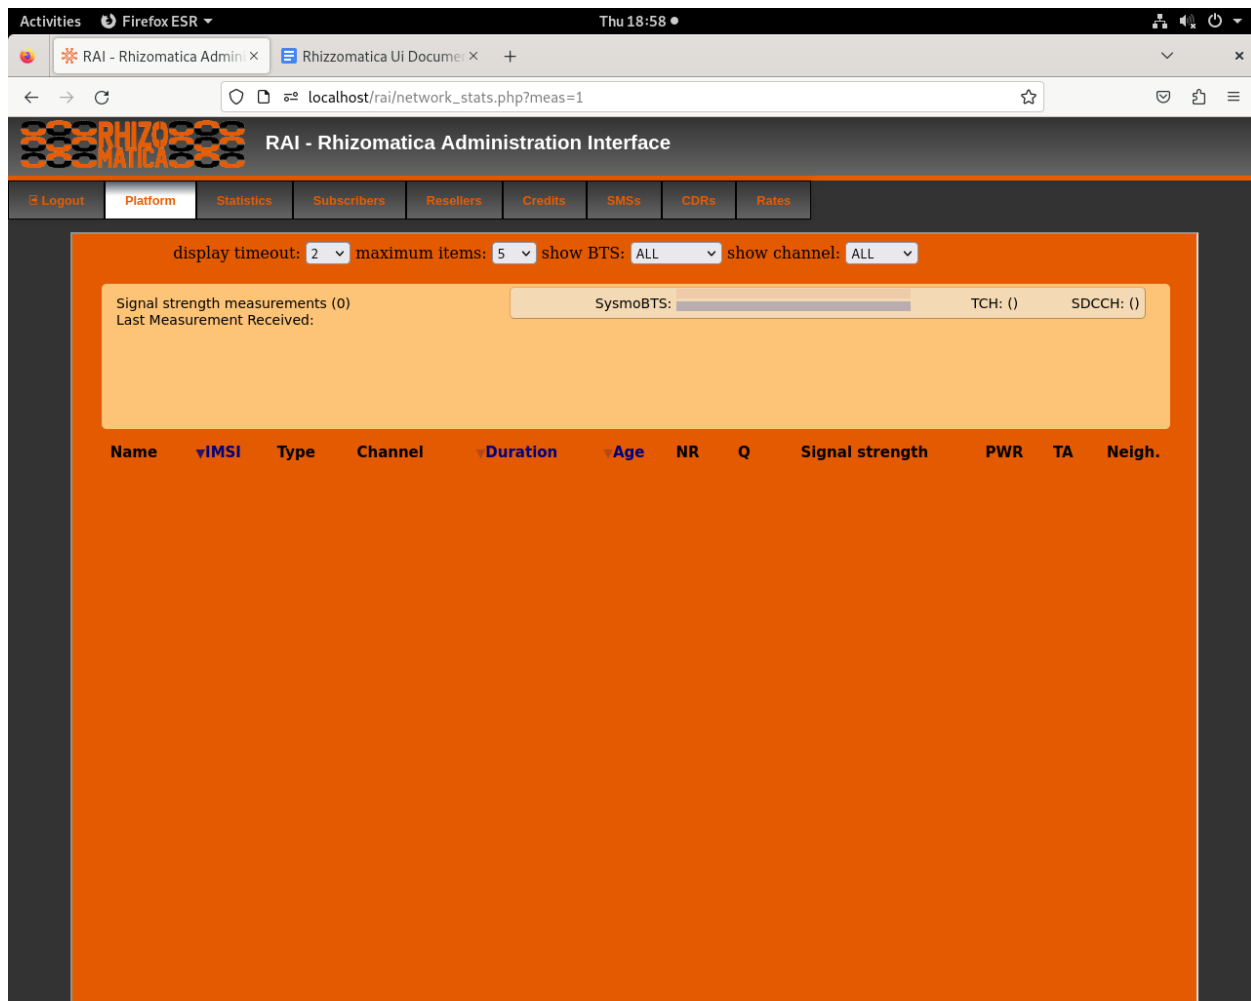 Activities Firefox ESR Thu 18:58
RAI - Rhizomatica Admini Rhizzomatica Ui Documen
localhost/rai/network_stats.php?meas=1
RHIZO
MATICA
RAI - Rhizomatica Administration Interface
Logout Platform Statistics Subscribers Resellers Credits SMSs CDRs Rates
display timeout: 2 maximum items: 5 show BTS: ALL show channel: ALL
Signal strength measurements (0) SysmoBTS: TCH: () SDCCH: ()
Last Measurement Received:
Name ▼IMSI Type Channel ▼Duration ▼Age NR Q Signal strength PWR TA Neigh.